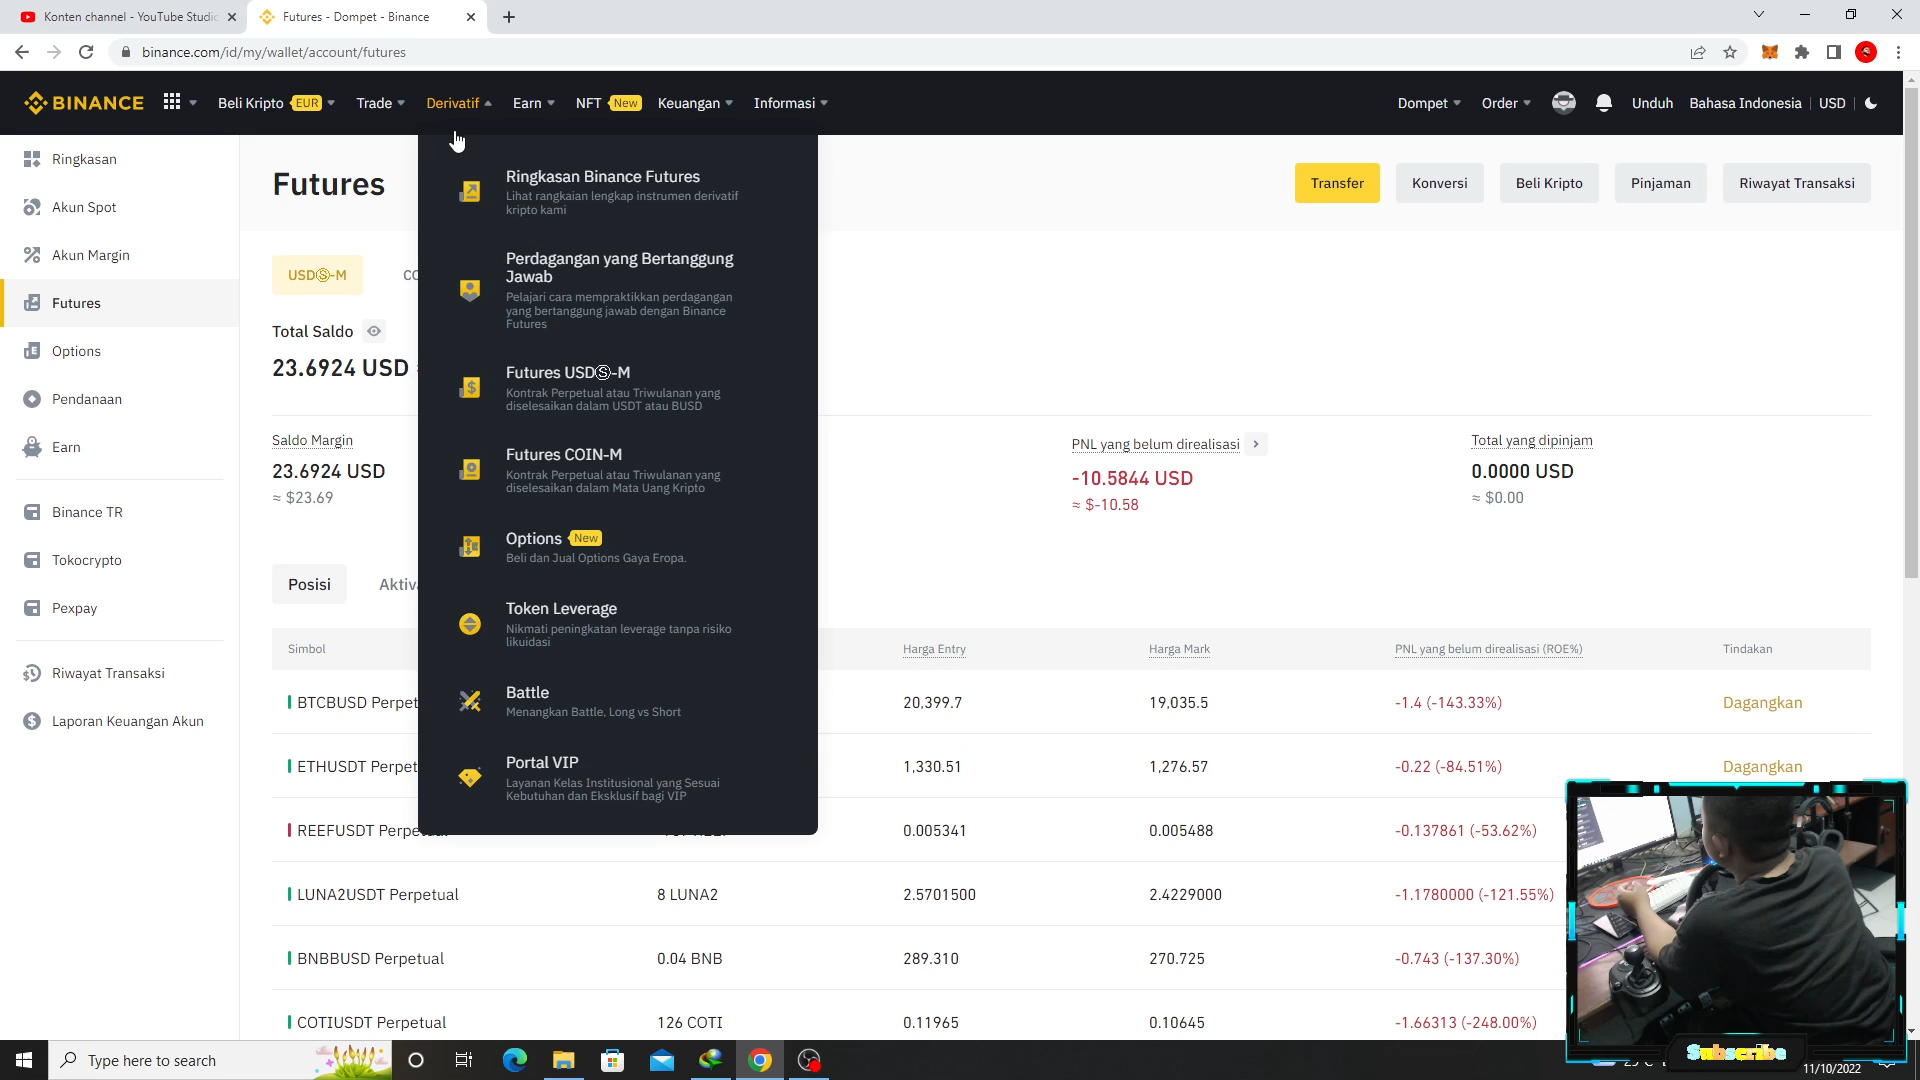 Konten channel - YouTube Studio
Futures - Dompet - Binance
binance.com/id/my/wallet/account/futures
BINANCE
Beli Kripto EUR
Trade
Derivatif
Earn
NFT New
Keuangan
Informasi
Dompet
Order
Unduh
Bahasa Indonesia
USD
Ringkasan
Akun Spot
Akun Margin
Futures
Options
Pendanaan
Earn
Binance TR
Tokocrypto
Pexpay
Riwayat Transaksi
Laporan Keuangan Akun
Futures
Transfer
Konversi
Beli Kripto
Pinjaman
Riwayat Transaksi
USDⓈ-M
Total Saldo
23.6924 USD
Saldo Margin
23.6924 USD
≈ $23.69
Ringkasan Binance Futures
Lihat rangkaian lengkap instrumen derivatif
kripto kami
Perdagangan yang Bertanggung
Jawab
Pelajari cara mempraktikkan perdagangan
yang bertanggung jawab dengan Binance
Futures
Futures USDⓈ-M
Kontrak Perpetual atau Triwulanan yang
diselesaikan dalam USDT atau BUSD
Futures COIN-M
Kontrak Perpetual atau Triwulanan yang
diselesaikan dalam Mata Uang Kripto
Options New
Beli dan Jual Options Gaya Eropa.
Token Leverage
Nikmati peningkatan leverage tanpa risiko
likuidasi
Battle
Menangkan Battle, Long vs Short
Portal VIP
Layanan Kelas Institusional yang Sesuai
Kebutuhan dan Eksklusif bagi VIP
PNL yang belum direalisasi
-10.5844 USD
≈ $-10.58
Total yang dipinjam
0.0000 USD
≈ $0.00
Posisi
Simbol Harga Entry Harga Mark PNL yang belum direalisasi (ROE%) Tindakan
BTCBUSD 20,399.7 19,035.5 -1.4 (-143.33%) Dagangkan
ETHUSDT 1,330.51 1,276.57 -0.22 (-84.51%) Dagangkan
REEFUSDT 0.005341 0.005488 -0.137861 (-53.62%)
LUNA2USDT Perpetual 8 LUNA2 2.5701500 2.4229000 -1.1780000 (-121.55%)
BNBBUSD Perpetual 0.04 BNB 289.310 270.725 -0.743 (-137.30%)
COTIUSDT Perpetual 126 COTI 0.11965 0.10645 -1.66313 (-248.00%)
Subscribe
Type here to search
11/10/2022